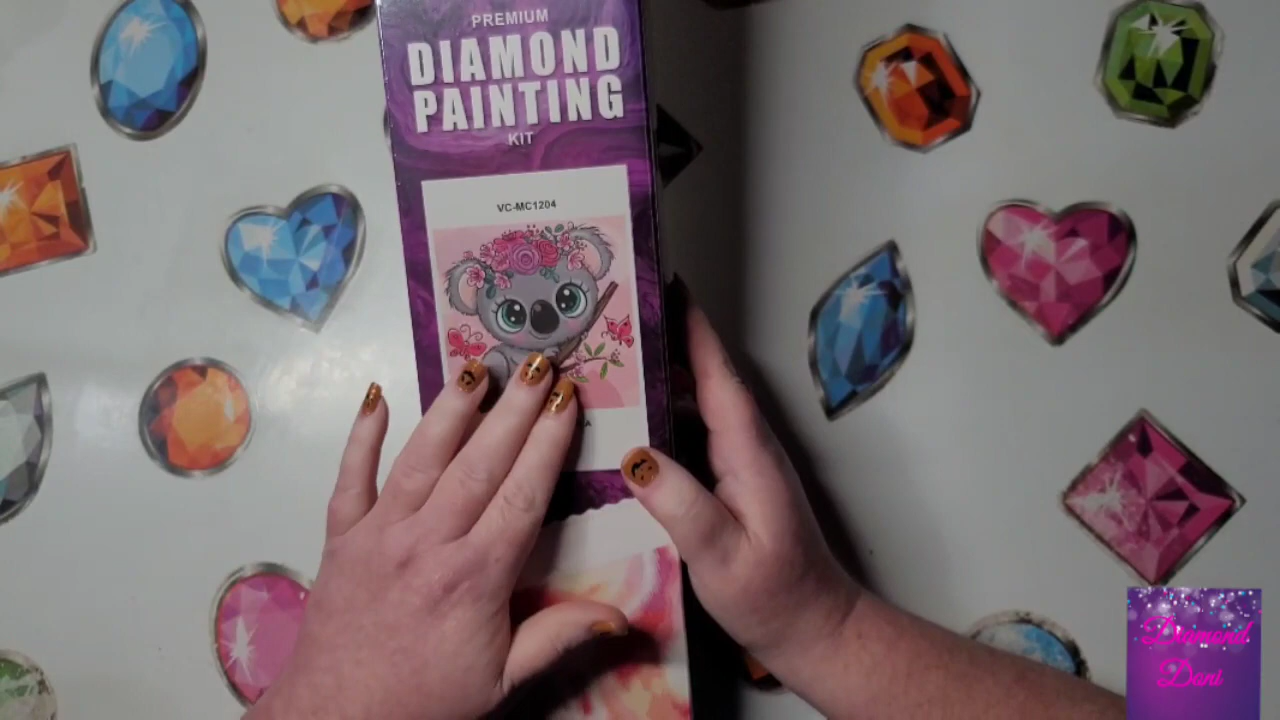 PREMIUM
DIAMOND
PAINTING
KIT
VC-MC1204
Diamond
Dani